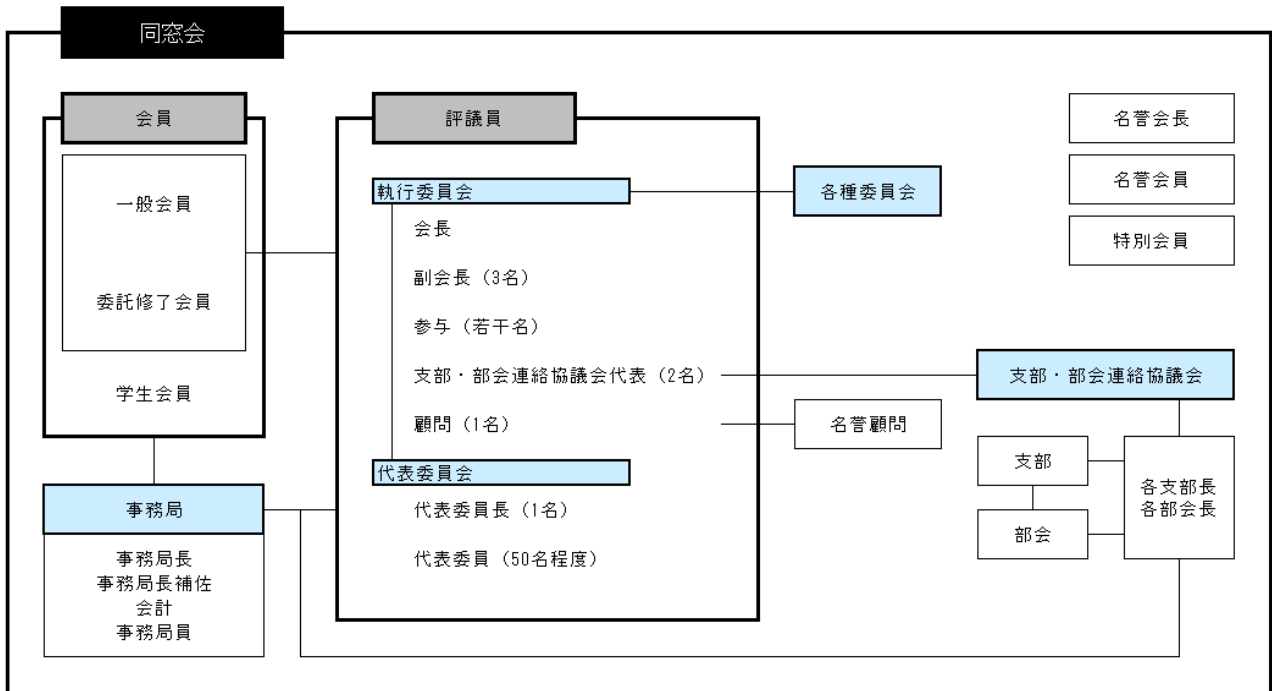 同窓会
会員
一般会員
委託修了会員
学生会員
事務局
事務局長
事務局長補佐
会計
事務局員
評議員
執行委員会
会長
副会長（3名）
参与（若干名）
支部・部会連絡協議会代表（2名）
顧問（1名）
代表委員会
代表委員長（1名）
代表委員（50名程度）
各種委員会
名誉顧問
名誉会長
名誉会員
特別会員
支部・部会連絡協議会
支部
部会
各支部長
各部会長